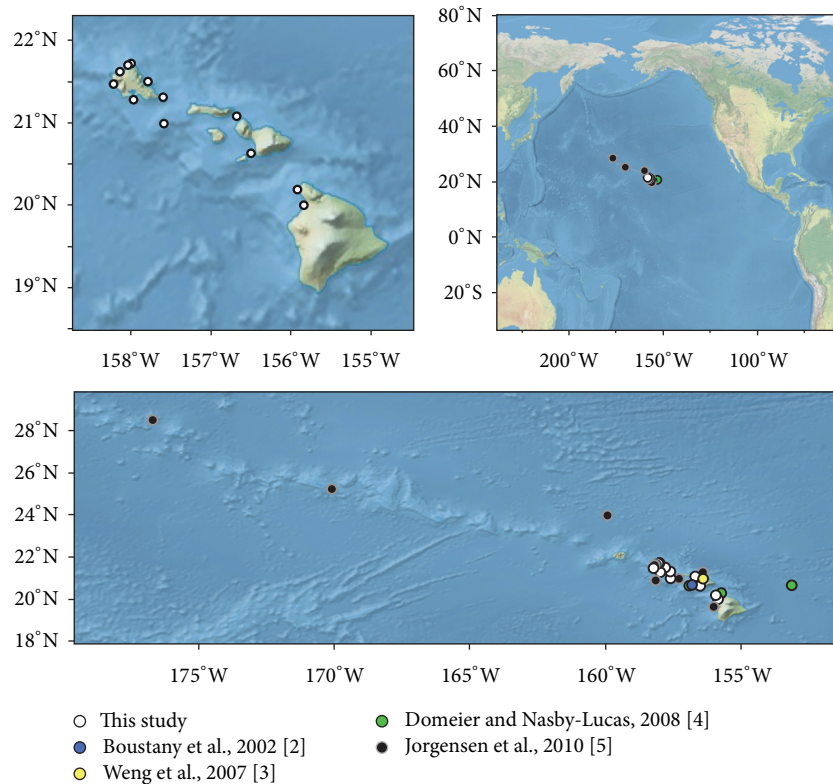 22°N
21°N
20°N
19°N
158°W
157°W
156°W
155°W
80°N
60°N
40°N
20°N
0°N
20°S
200°W
150°W
100°W
28°N
26°N
24°N
22°N
20°N
18°N
175°W
170°W
165°W
160°W
155°W
This study
Boustany et al., 2002 [2]
Weng et al., 2007 [3]
Domeier and Nasby-Lucas, 2008 [4]
Jorgensen et al., 2010 [5]